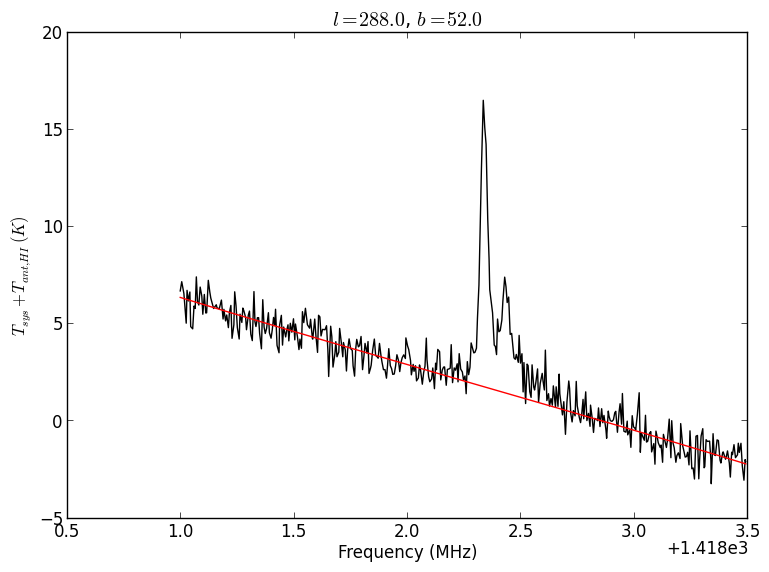 l = 288.0, b = 52.0
20
15
10
5
0
−5
T_sys + T_ant,HI (K)
0.5 1.0 1.5 2.0 2.5 3.0 3.5
Frequency (MHz)
+1.418e3